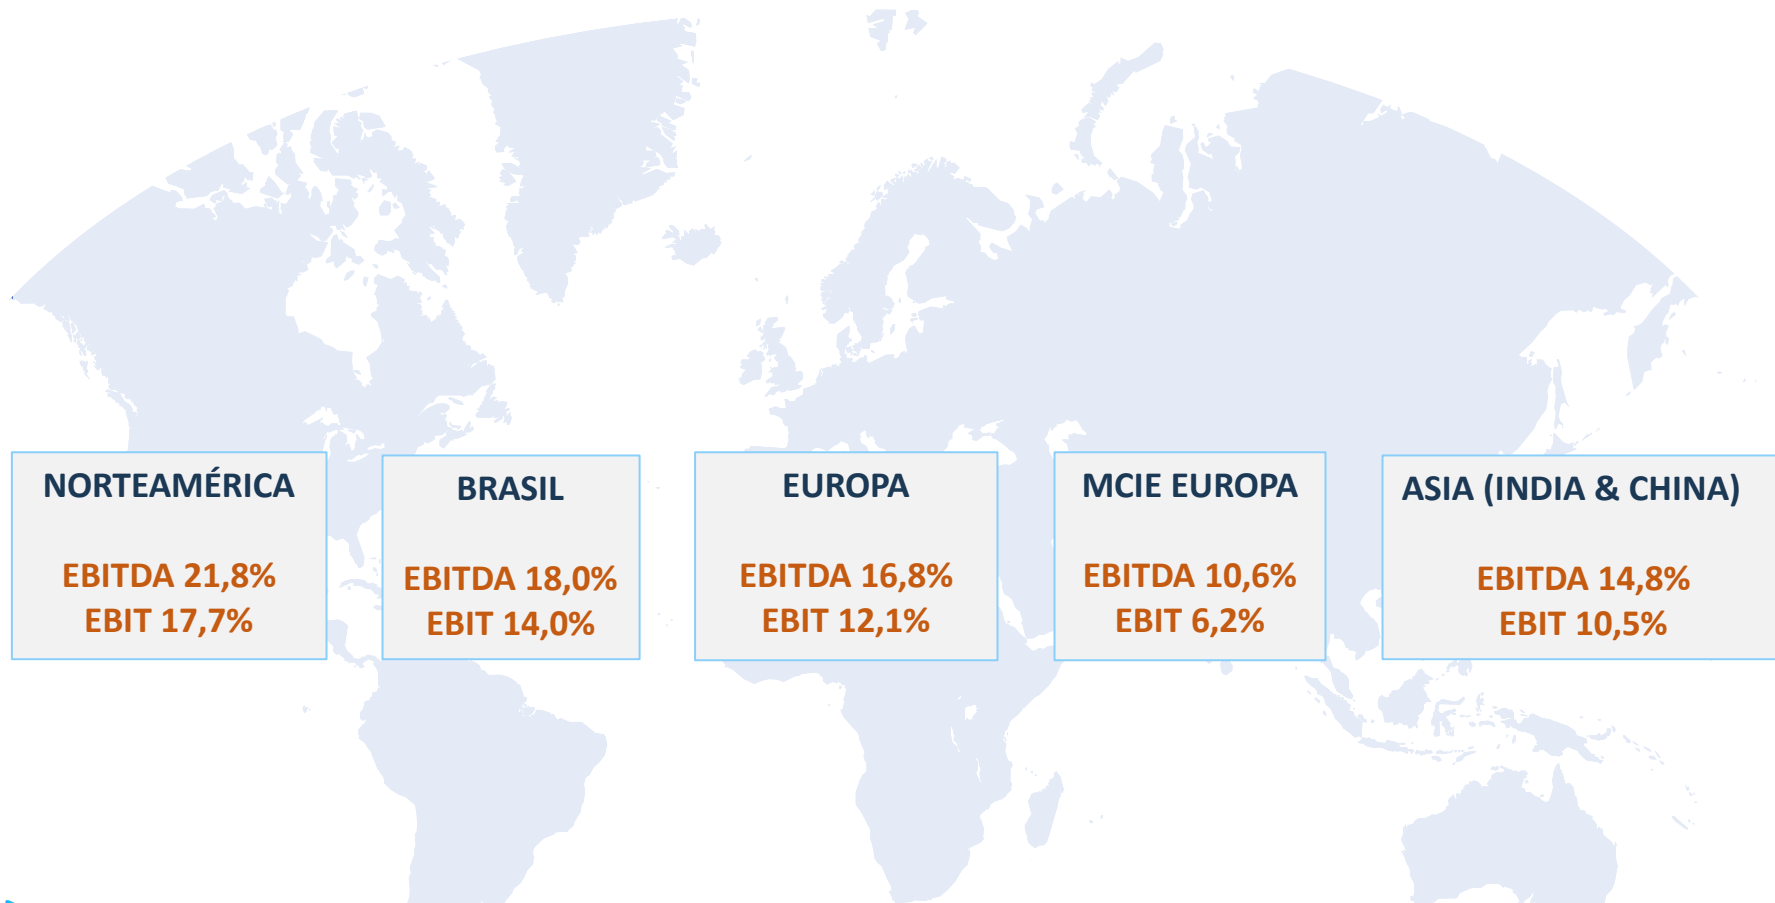 NORTEAMÉRICA
EBITDA 21,8%
EBIT 17,7%
BRASIL
EBITDA 18,0%
EBIT 14,0%
EUROPA
EBITDA 16,8%
EBIT 12,1%
MCIE EUROPA
EBITDA 10,6%
EBIT 6,2%
ASIA (INDIA & CHINA)
EBITDA 14,8%
EBIT 10,5%